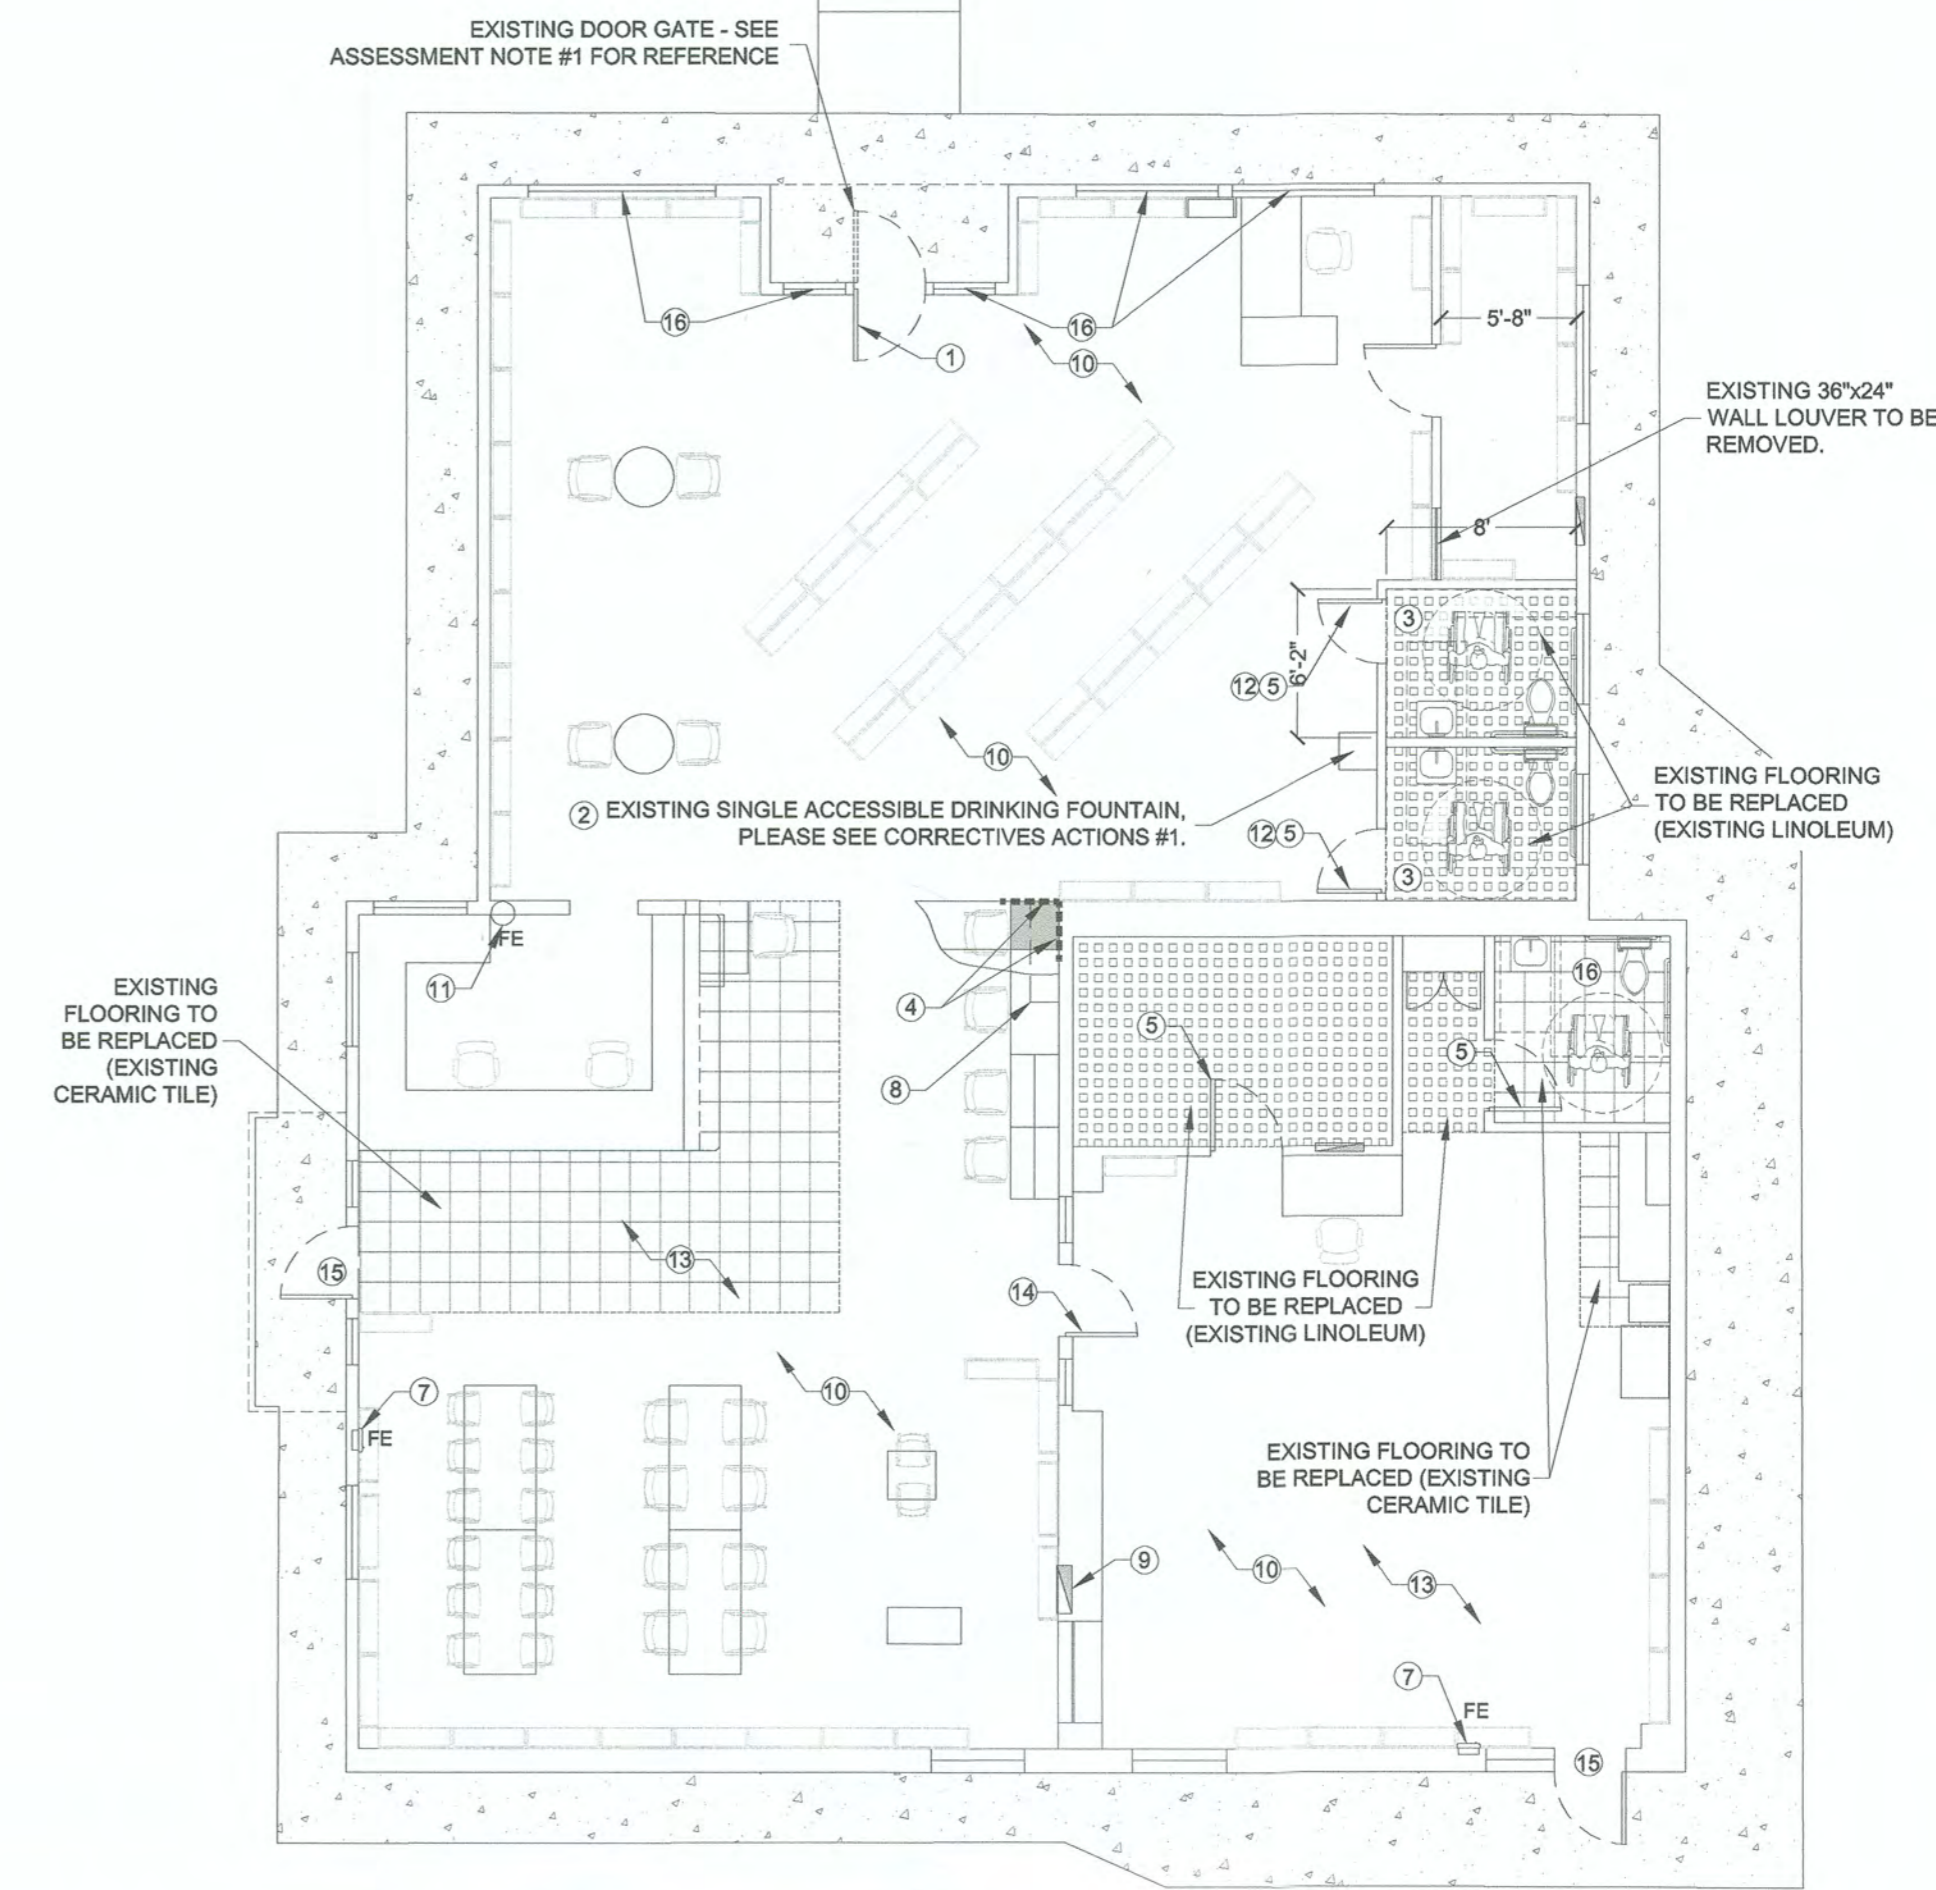 EXISTING DOOR GATE - SEE
ASSESSMENT NOTE #1 FOR REFERENCE
16
16
1
10
5'-8"
EXISTING 36"x24"
WALL LOUVER TO BE
REMOVED.
8'
3
6'-2"
12 5
10
2 EXISTING SINGLE ACCESSIBLE DRINKING FOUNTAIN,
PLEASE SEE CORRECTIVES ACTIONS #1.
12 5
3
EXISTING FLOORING
TO BE REPLACED
(EXISTING LINOLEUM)
FE
11
EXISTING
FLOORING TO
BE REPLACED
(EXISTING
CERAMIC TILE)
4
8
5
5
16
15
13
14
EXISTING FLOORING
TO BE REPLACED
(EXISTING LINOLEUM)
7
FE
10
EXISTING FLOORING TO
BE REPLACED (EXISTING
CERAMIC TILE)
9
10
13
7
FE
15